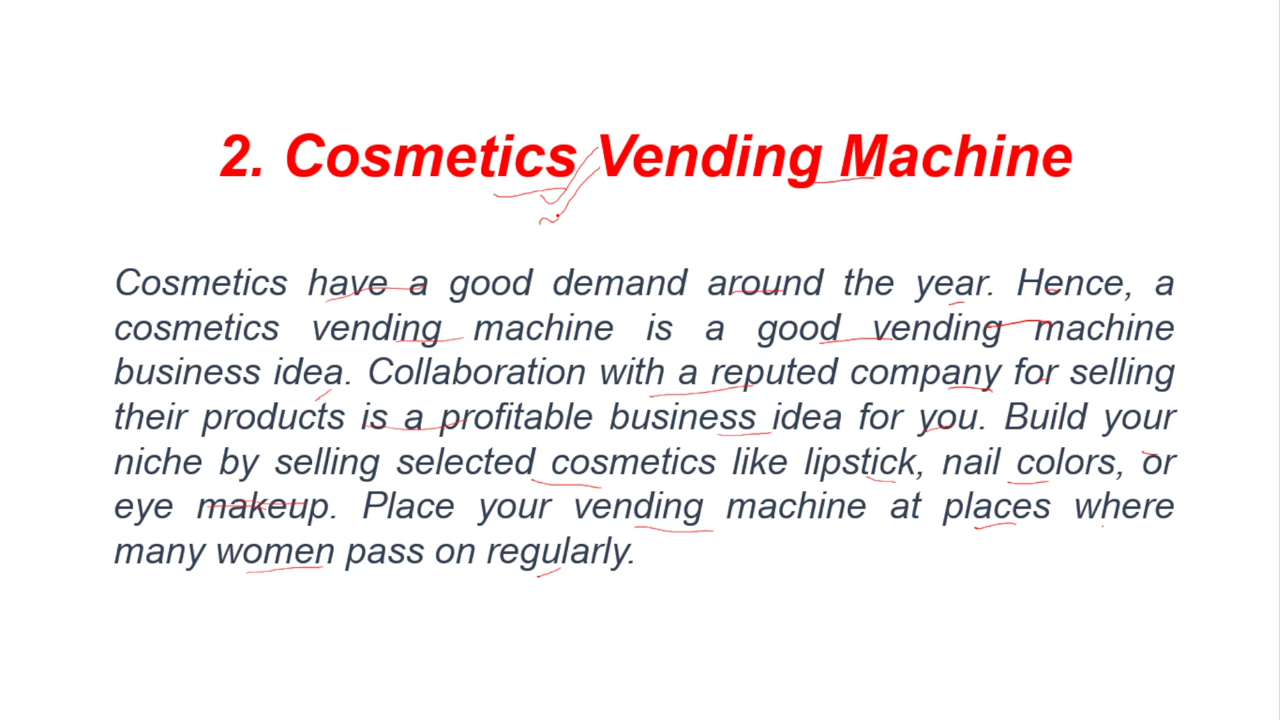 2. Cosmetics Vending Machine
Cosmetics have a good demand around the year. Hence, a
cosmetics vending machine is a good vending machine
business idea. Collaboration with a reputed company for selling
their products is a profitable business idea for you. Build your
niche by selling selected cosmetics like lipstick, nail colors, or
eye makeup. Place your vending machine at places where
many women pass on regularly.